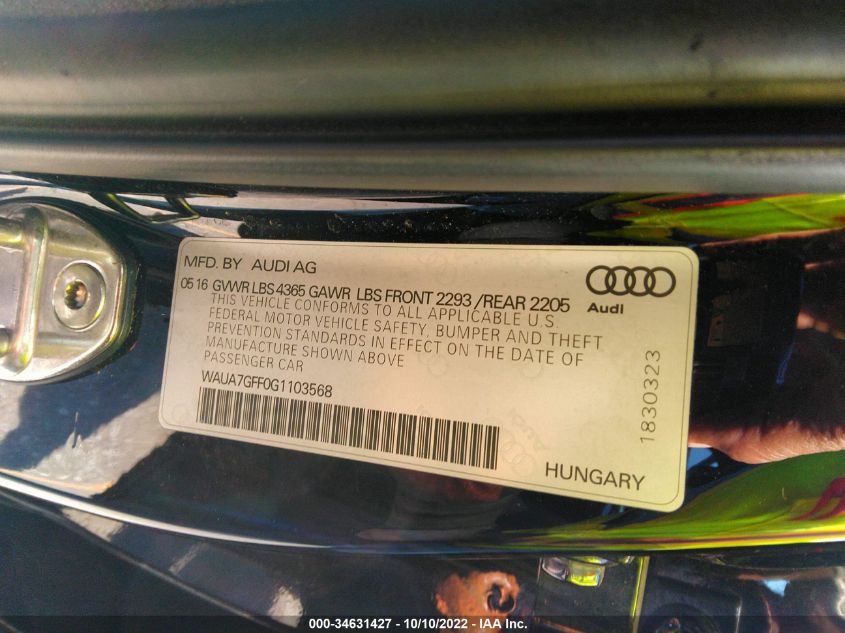 MFD. BY AUDI AG
05 16 GVWR LBS 4365 GAWR LBS FRONT 2293 /REAR 2205
THIS VEHICLE CONFORMS TO ALL APPLICABLE U.S.
FEDERAL MOTOR VEHICLE SAFETY, BUMPER AND THEFT
PREVENTION STANDARDS IN EFFECT ON THE DATE OF
MANUFACTURE SHOWN ABOVE
PASSENGER CAR
WAUA7GFF0G1103568
Audi
1830323
HUNGARY
000-34631427 - 10/10/2022 - IAA Inc.